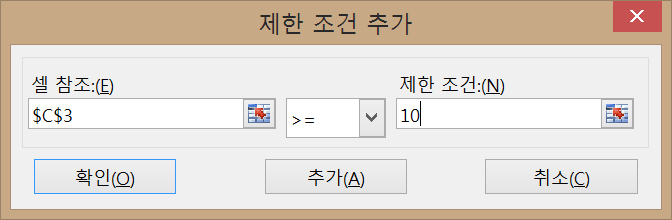 제한 조건 추가
셀 참조:(E) 제한 조건:(N)
$C$3 >= 10
확인(O) 추가(A) 취소(C)